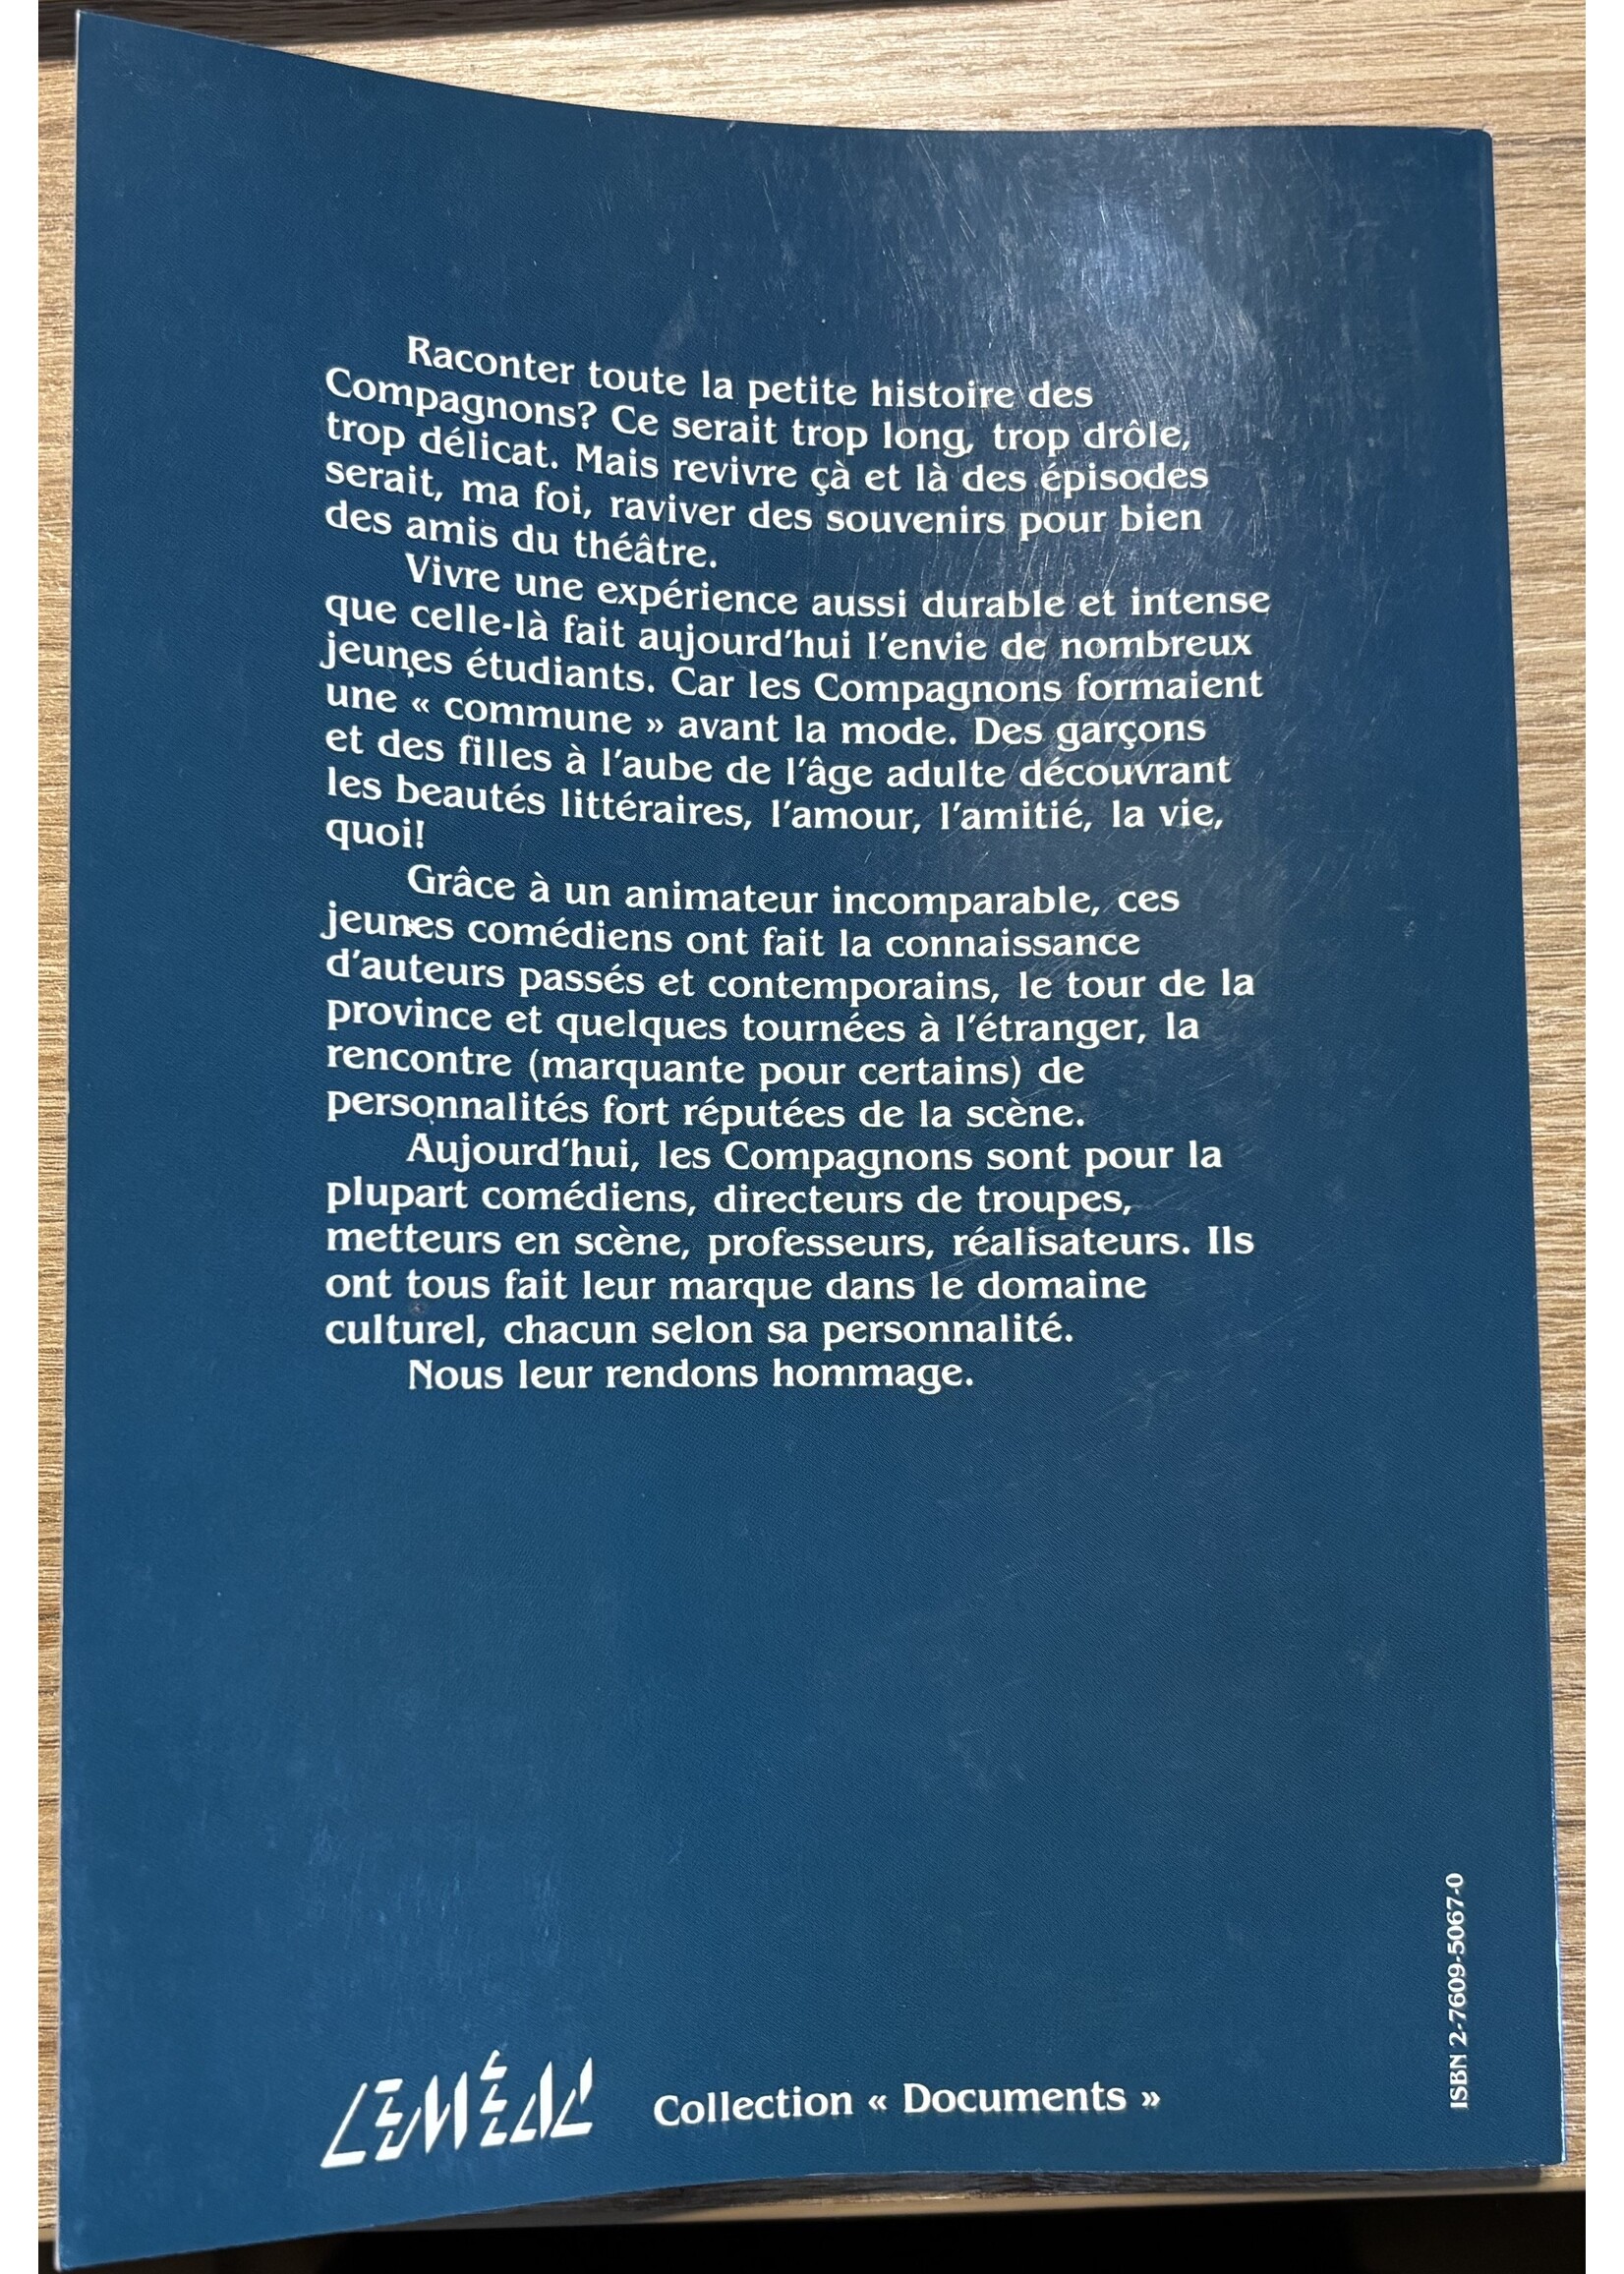 Raconter toute la petite histoire des
Compagnons? Ce serait trop long, trop drôle,
trop délicat. Mais revivre çà et là des épisodes
serait, ma foi, raviver des souvenirs pour bien
des amis du théâtre.
Vivre une expérience aussi durable et intense
que celle-là fait aujourd'hui l'envie de nombreux
jeunes étudiants. Car les Compagnons formaient
une « commune » avant la mode. Des garçons
et des filles à l'aube de l'âge adulte découvrant
les beautés littéraires, l'amour, l'amitié, la vie,
quoi!
Grâce à un animateur incomparable, ces
jeunes comédiens ont fait la connaissance
d'auteurs passés et contemporains, le tour de la
province et quelques tournées à l'étranger, la
rencontre (marquante pour certains) de
personnalités fort réputées de la scène.
Aujourd'hui, les Compagnons sont pour la
plupart comédiens, directeurs de troupes,
metteurs en scène, professeurs, réalisateurs. Ils
ont tous fait leur marque dans le domaine
culturel, chacun selon sa personnalité.
Nous leur rendons hommage.
LEMÉAC Collection « Documents »
ISBN 2-7609-5067-0